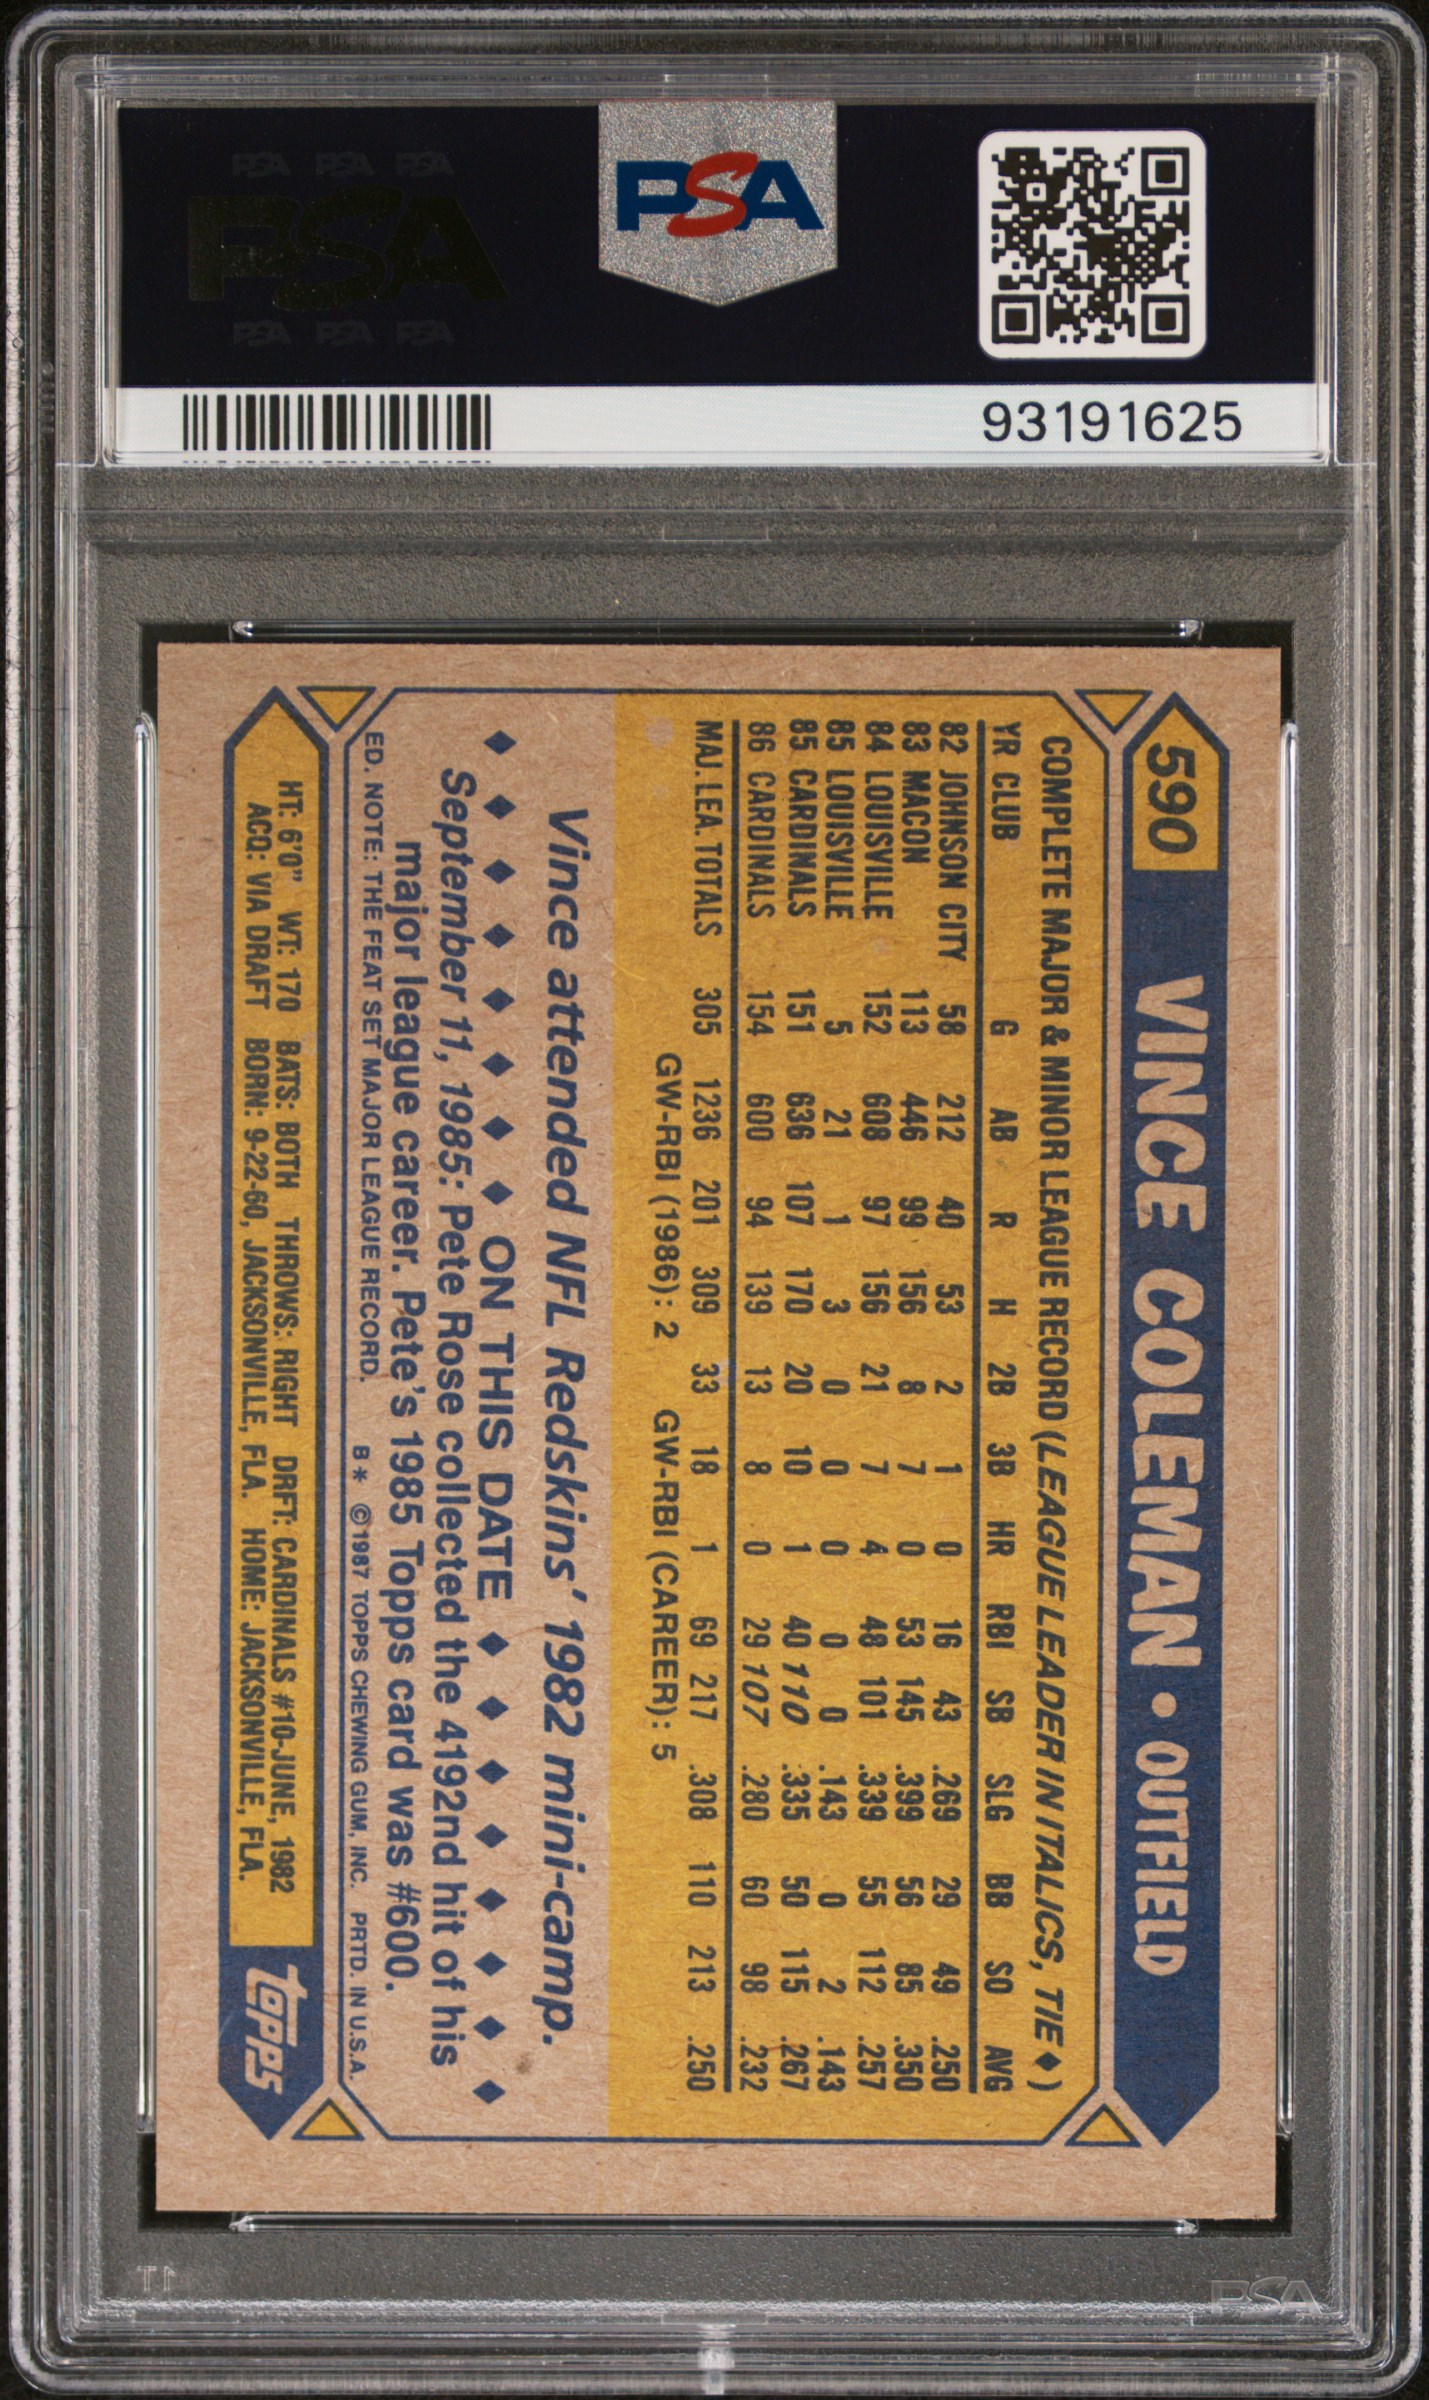 PSA PSA PSA
PSA
PSA PSA PSA
PSA
93191625
590 VINCE COLEMAN • OUTFIELD
COMPLETE MAJOR & MINOR LEAGUE RECORD (LEAGUE LEADER IN ITALICS, TIE ♦)
YR CLUB G AB R H 2B 3B HR RBI SB SLG BB SO AVG
82 JOHNSON CITY 58 212 40 53 2 1 0 16 43 .269 29 49 .250
83 MACON 113 446 99 156 8 7 0 53 145 .399 56 85 .350
84 LOUISVILLE 152 608 97 156 21 7 4 48 101 .339 55 112 .257
85 LOUISVILLE 5 21 1 3 0 0 0 0 0 .143 0 2 .143
85 CARDINALS 151 636 107 170 20 10 1 40 110 .335 50 115 .267
86 CARDINALS 154 600 94 139 13 8 0 29 107 .280 60 98 .232
MAJ. LEA. TOTALS 305 1236 201 309 33 18 1 69 217 .308 110 213 .250
GW-RBI (1986): 2 GW-RBI (CAREER): 5
Vince attended NFL Redskins' 1982 mini-camp.
♦ ♦ ♦ ♦ ♦ ♦ ♦ ♦ ON THIS DATE ♦ ♦ ♦ ♦ ♦ ♦ ♦ ♦
September 11, 1985: Pete Rose collected the 4192nd hit of his
major league career. Pete's 1985 Topps card was #600.
ED. NOTE: THE FEAT SET MAJOR LEAGUE RECORD. B* ©1987 TOPPS CHEWING GUM, INC. PRTD. IN U.S.A.
HT: 6'0" WT: 170 BATS: BOTH THROWS: RIGHT DRFT: CARDINALS #10-JUNE, 1982
ACQ: VIA DRAFT BORN: 9-22-60, JACKSONVILLE, FLA. HOME: JACKSONVILLE, FLA.
topps
PSA